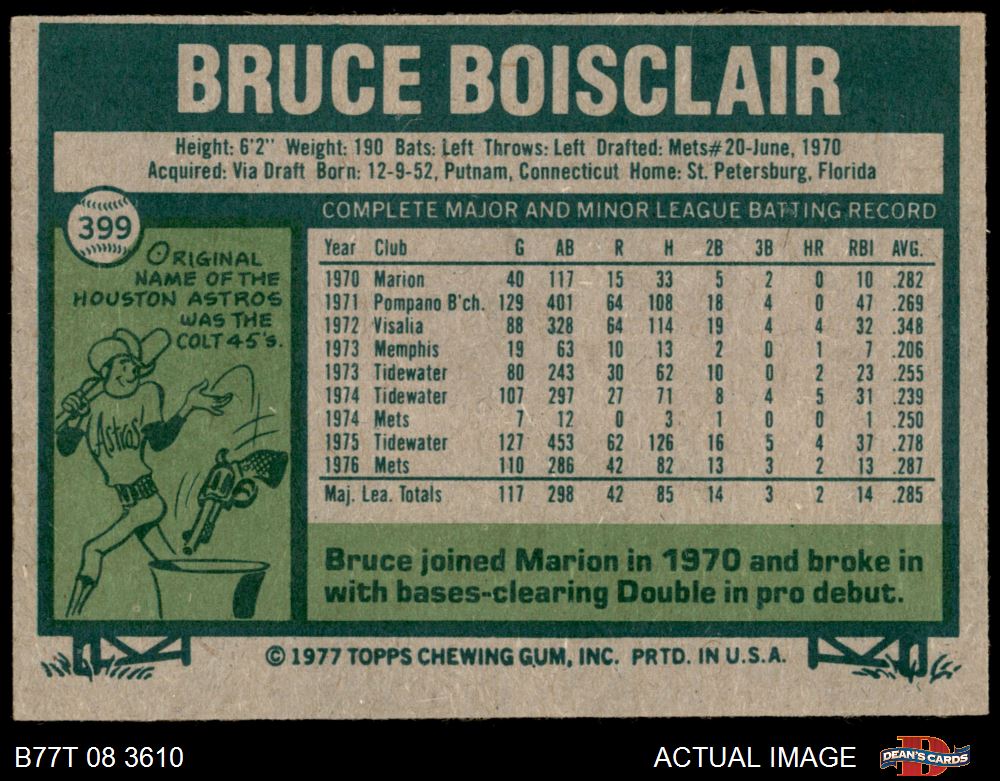 BRUCE BOISCLAIR
Height: 6'2" Weight: 190 Bats: Left Throws: Left Drafted: Mets#20-June, 1970
Acquired: Via Draft Born: 12-9-52, Putnam, Connecticut Home: St. Petersburg, Florida
399
ORIGINAL
NAME OF THE
HOUSTON ASTROS
WAS THE
COLT 45'S.
Astros
COMPLETE MAJOR AND MINOR LEAGUE BATTING RECORD
Year Club G AB R H 2B 3B HR RBI AVG.
1970 Marion 40 117 15 33 5 2 0 10 .282
1971 Pompano B'ch. 129 401 64 108 18 4 0 47 .269
1972 Visalia 88 328 64 114 19 4 4 32 .348
1973 Memphis 19 63 10 13 2 0 1 7 .206
1973 Tidewater 80 243 30 62 10 0 2 23 .255
1974 Tidewater 107 297 27 71 8 4 5 31 .239
1974 Mets 7 12 0 3 1 0 0 1 .250
1975 Tidewater 127 453 62 126 16 5 4 37 .278
1976 Mets 110 286 42 82 13 3 2 13 .287
Maj. Lea. Totals 117 298 42 85 14 3 2 14 .285
Bruce joined Marion in 1970 and broke in
with bases-clearing Double in pro debut.
© 1977 TOPPS CHEWING GUM, INC. PRTD. IN U.S.A.
B77T 08 3610 ACTUAL IMAGE DEAN'S CARDS